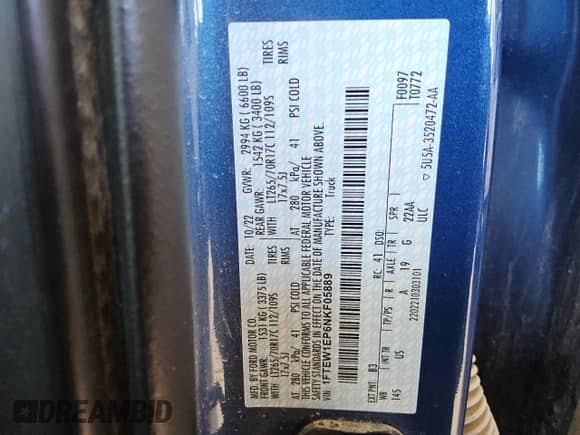 MFD. BY FORD MOTOR CO. 10/22 GVWR: 2994 KG ( 6600 LB)
FRONT GAWR: 1531 KG ( 3375 LB) REAR GAWR: 1542 KG ( 3400 LB)
LT265/70R17C 112/109S TIRES WITH LT265/70R17C 112/109S TIRES
17x7.5J RIMS 17x7.5J RIMS
AT 280 kPa/ 41 PSI COLD AT 280 kPa/ 41 PSI COLD
THIS VEHICLE CONFORMS TO ALL APPLICABLE FEDERAL MOTOR VEHICLE
SAFETY STANDARDS IN EFFECT ON THE DATE OF MANUFACTURE SHOWN ABOVE.
VIN: 1FTEW1EP6NKF05889 TYPE: Truck
EXT PNT: B3 RC: 41 DSO: F0097
T0772
WB INT TR TP/PS R AXLE TR SPR
145 US A 19 G 22AA
2202210303101 ULC
5U5A-3520472-AA
DREAMBID